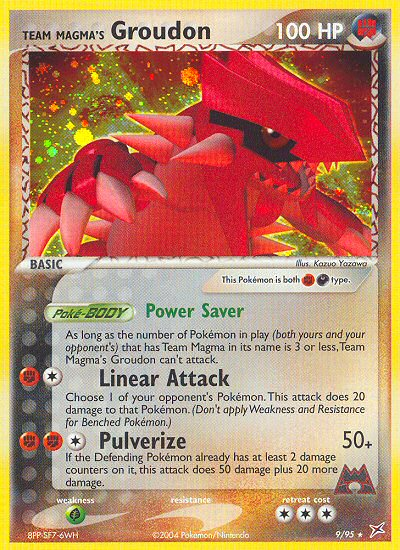 TEAM MAGMA'S Groudon 100 HP
BASIC
Illus. Kazuo Yazawa
This Pokémon is both type.
Poké-BODY Power Saver
As long as the number of Pokémon in play (both yours and your
opponent's) that has Team Magma in its name is 3 or less, Team
Magma's Groudon can't attack.
Linear Attack
Choose 1 of your opponent's Pokémon. This attack does 20
damage to that Pokémon. (Don't apply Weakness and Resistance
for Benched Pokémon.)
Pulverize 50+
If the Defending Pokémon already has at least 2 damage
counters on it, this attack does 50 damage plus 20 more
damage.
weakness resistance retreat cost
8PP-SF7-6WH ©2004 Pokémon/Nintendo 9/95 ★